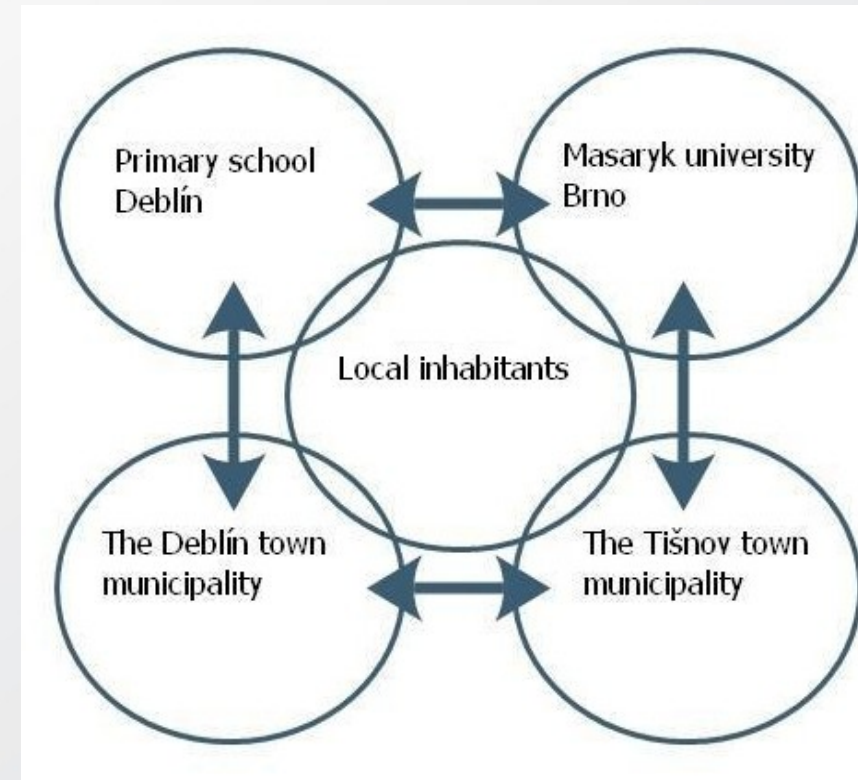 Primary school
Deblín
Masaryk university
Brno
Local inhabitants
The Deblín town
municipality
The Tišnov town
municipality